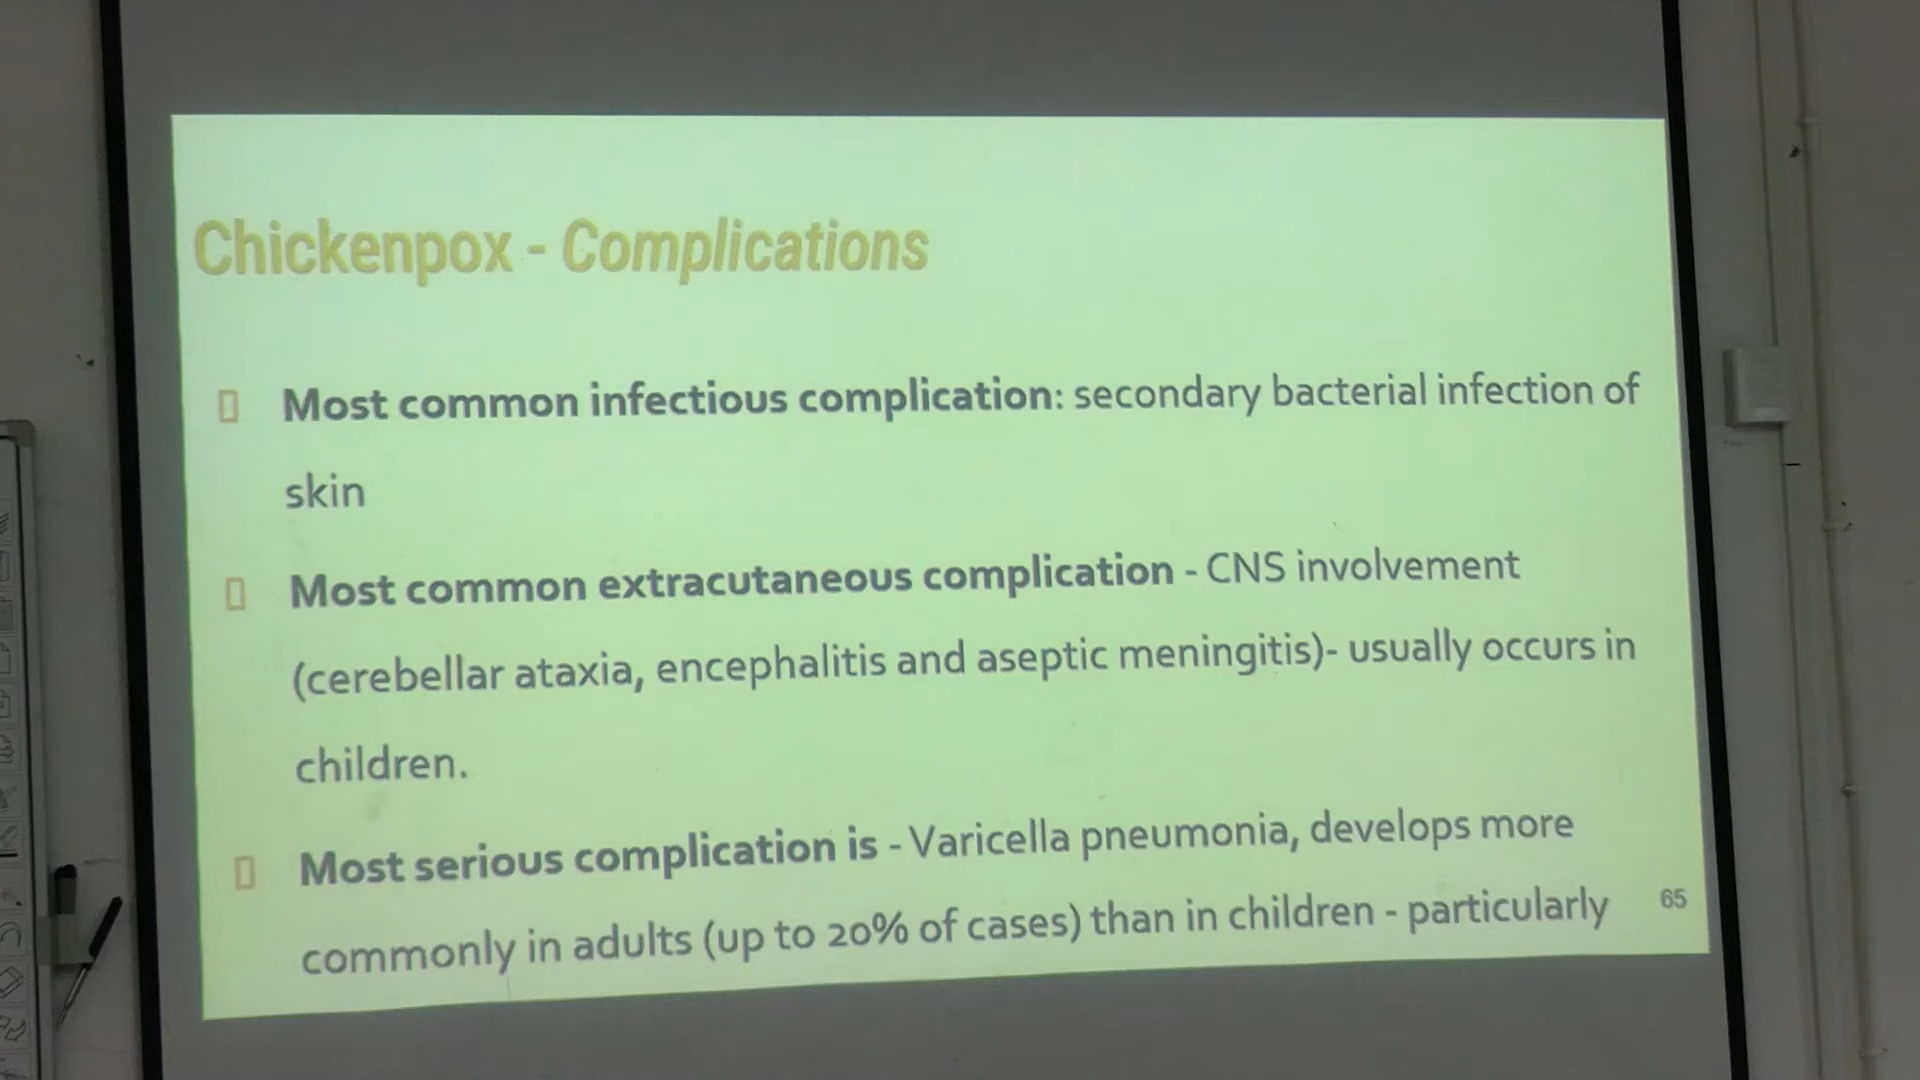 Chickenpox - Complications
Most common infectious complication: secondary bacterial infection of
skin
Most common extracutaneous complication - CNS involvement
(cerebellar ataxia, encephalitis and aseptic meningitis)- usually occurs in
children.
Most serious complication is - Varicella pneumonia, develops more
commonly in adults (up to 20% of cases) than in children - particularly
65